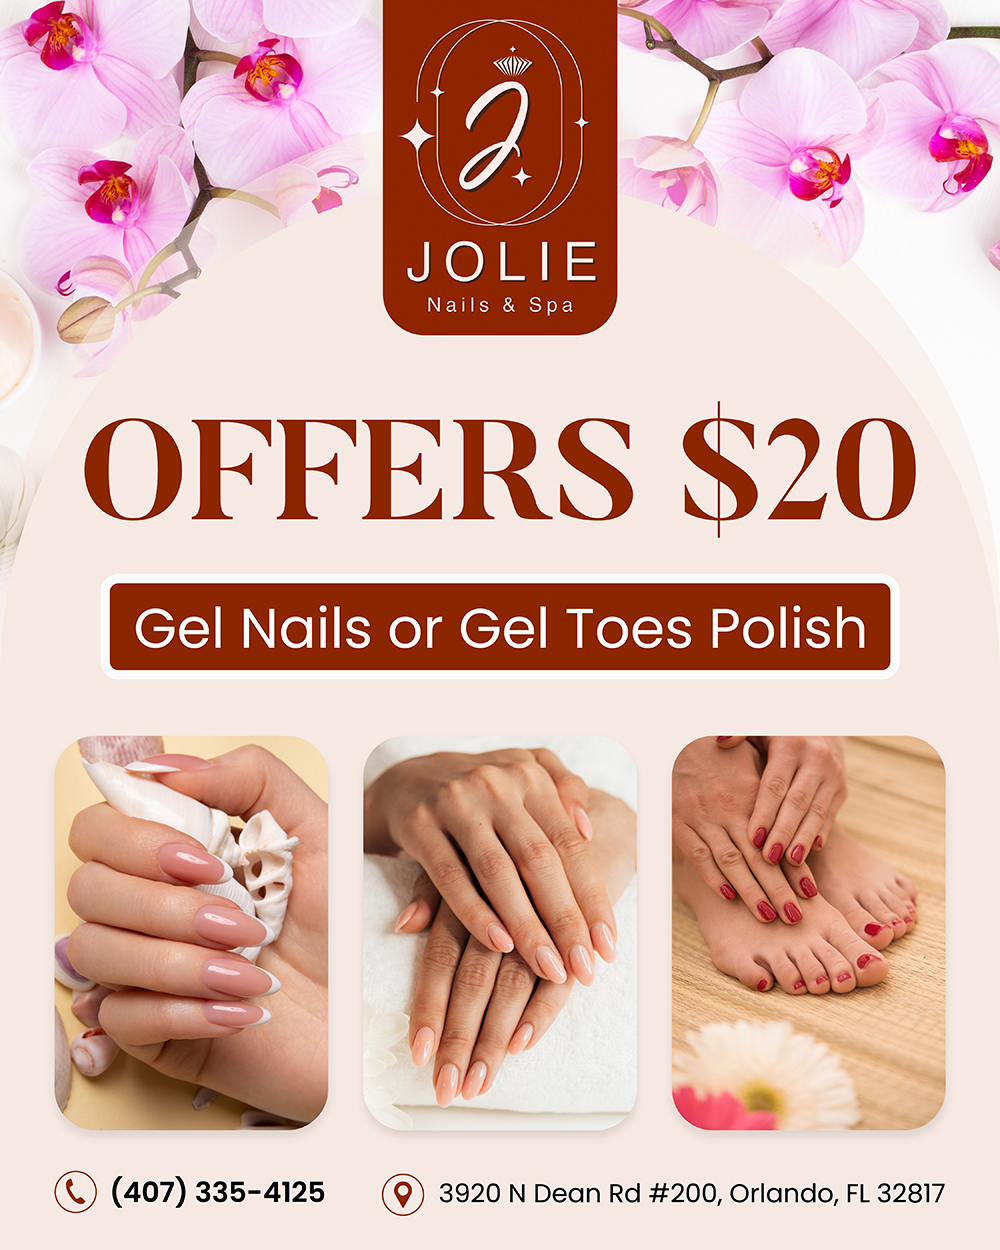 J
JOLIE
Nails & Spa
OFFERS $20
Gel Nails or Gel Toes Polish
(407) 335-4125
3920 N Dean Rd #200, Orlando, FL 32817